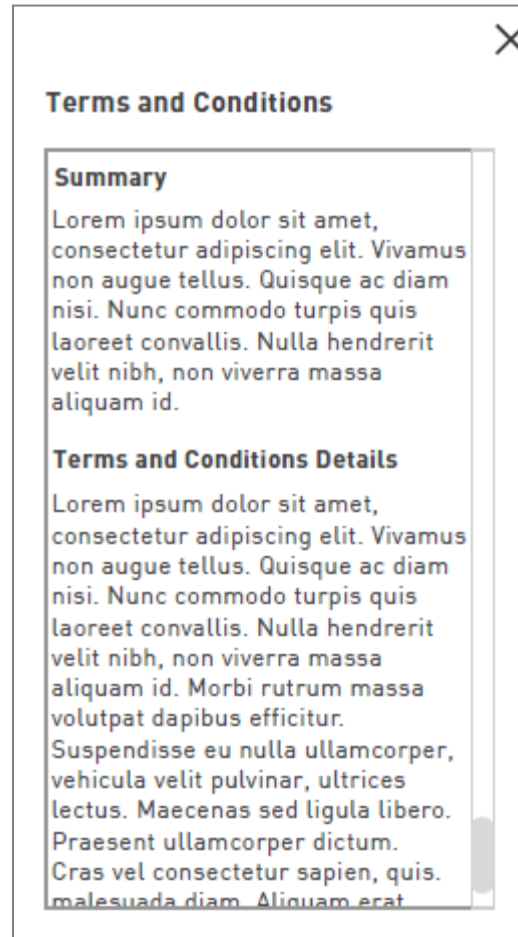 Terms and Conditions
Summary
Lorem ipsum dolor sit amet,
consectetur adipiscing elit. Vivamus
non augue tellus. Quisque ac diam
nisi. Nunc commodo turpis quis
laoreet convallis. Nulla hendrerit
velit nibh, non viverra massa
aliquam id.
Terms and Conditions Details
Lorem ipsum dolor sit amet,
consectetur adipiscing elit. Vivamus
non augue tellus. Quisque ac diam
nisi. Nunc commodo turpis quis
laoreet convallis. Nulla hendrerit
velit nibh, non viverra massa
aliquam id. Morbi rutrum massa
volutpat dapibus efficitur.
Suspendisse eu nulla ullamcorper,
vehicula velit pulvinar, ultrices
lectus. Maecenas sed ligula libero.
Praesent ullamcorper dictum.
Cras vel consectetur sapien, quis.
malesuada diam. Aliquam erat